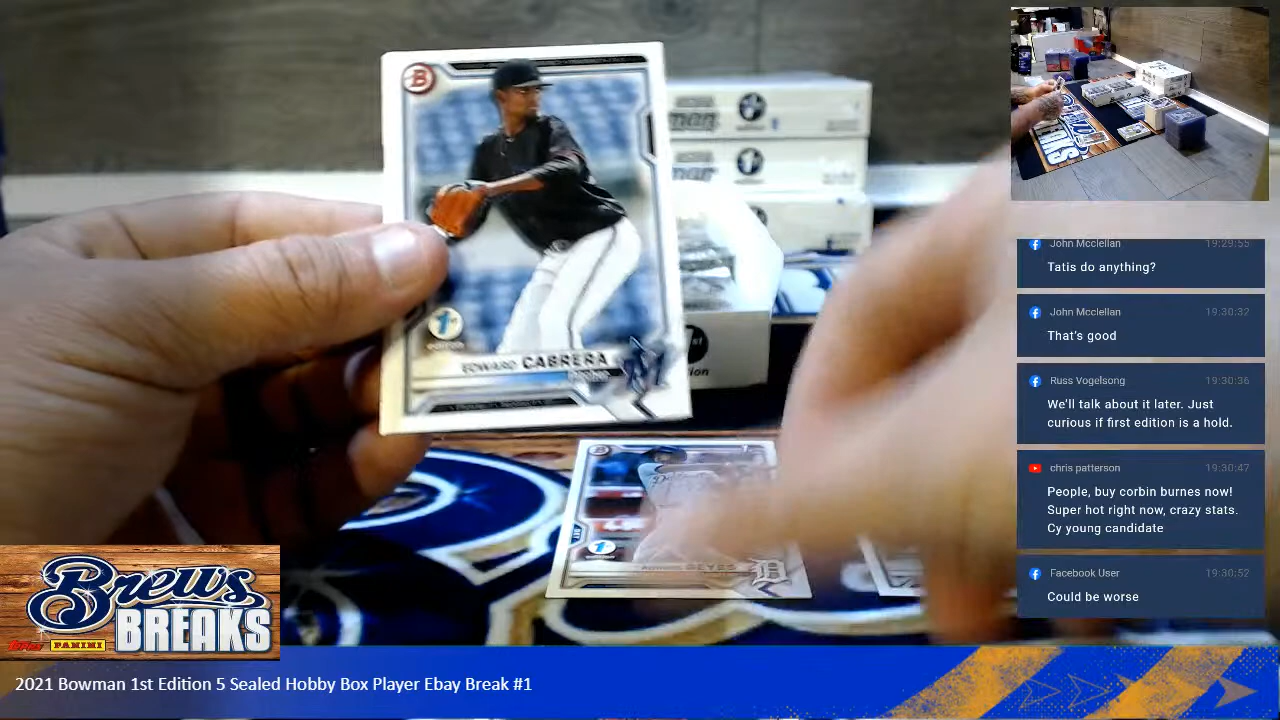 B
1st
edition
EDWARD CABRERA
M
1st
edition
REYES
D
John Mcclellan 19:29:55
Tatis do anything?
John Mcclellan 19:30:32
That's good
Russ Vogelsong 19:30:36
We'll talk about it later. Just
curious if first edition is a hold.
chris patterson 19:30:47
People, buy corbin burnes now!
Super hot right now, crazy stats.
Cy young candidate
Facebook User 19:30:52
Could be worse
Brews
BREAKS
Topps PANINI
2021 Bowman 1st Edition 5 Sealed Hobby Box Player Ebay Break #1